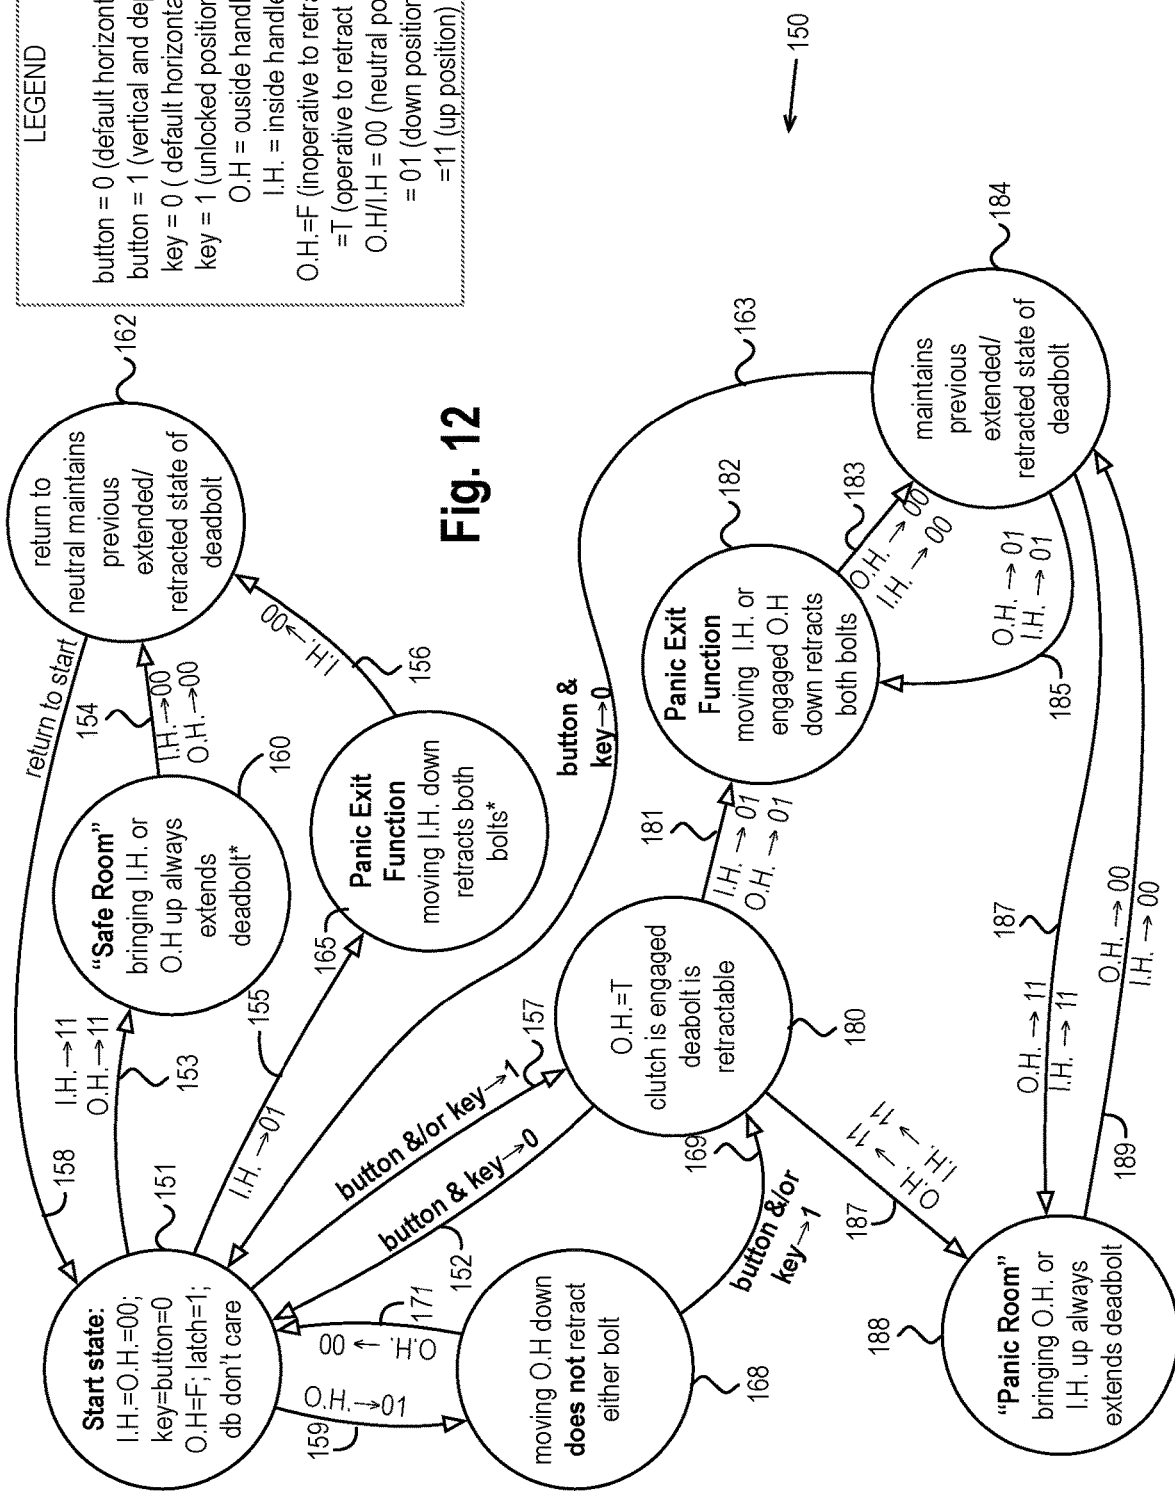 LEGEND
button = 0 (default horizont
button = 1 (vertical and dep
key = 0 ( default horizonta
key = 1 (unlocked position
O.H = ouside handl
I.H. = inside handle
O.H.=F (inoperative to retra
=T (operative to retract
O.H/I.H = 00 (neutral po
= 01 (down position
=11 (up position)
150
Fig. 12
Start state:
I.H.=O.H.=00;
key=button=0
O.H=F; latch=1;
db don't care
151
158
return to start
I.H.→11
O.H.→11
153
"Safe Room"
bringing I.H. or
O.H up always
extends
deadbolt*
160
154
I.H.→00
O.H.→00
return to
neutral maintains
previous
extended/
retracted state of
deadbolt
162
155
I.H. →01
165
Panic Exit
Function
moving I.H. down
retracts both
bolts*
I.H.→00
156
button &/or key→1
157
button & key→0
152
button &
key→0
163
159
O.H.→01
O.H. → 00
171
moving O.H down
does not retract
either bolt
168
button &/or
key→1
169
O.H.=T
clutch is engaged
deabolt is
retractable
180
181
I.H. → 01
O.H. → 01
Panic Exit
Function
moving I.H. or
engaged O.H
down retracts
both bolts
182
183
O.H. → 00
I.H. → 00
maintains
previous
extended/
retracted state of
deadbolt
184
O.H. → 01
I.H. → 01
185
187
O.H. → 11
I.H. → 11
187
O.H. → 11
I.H. → 11
"Panic Room"
bringing O.H. or
I.H. up always
extends deadbolt
188
189
O.H. → 00
I.H. → 00